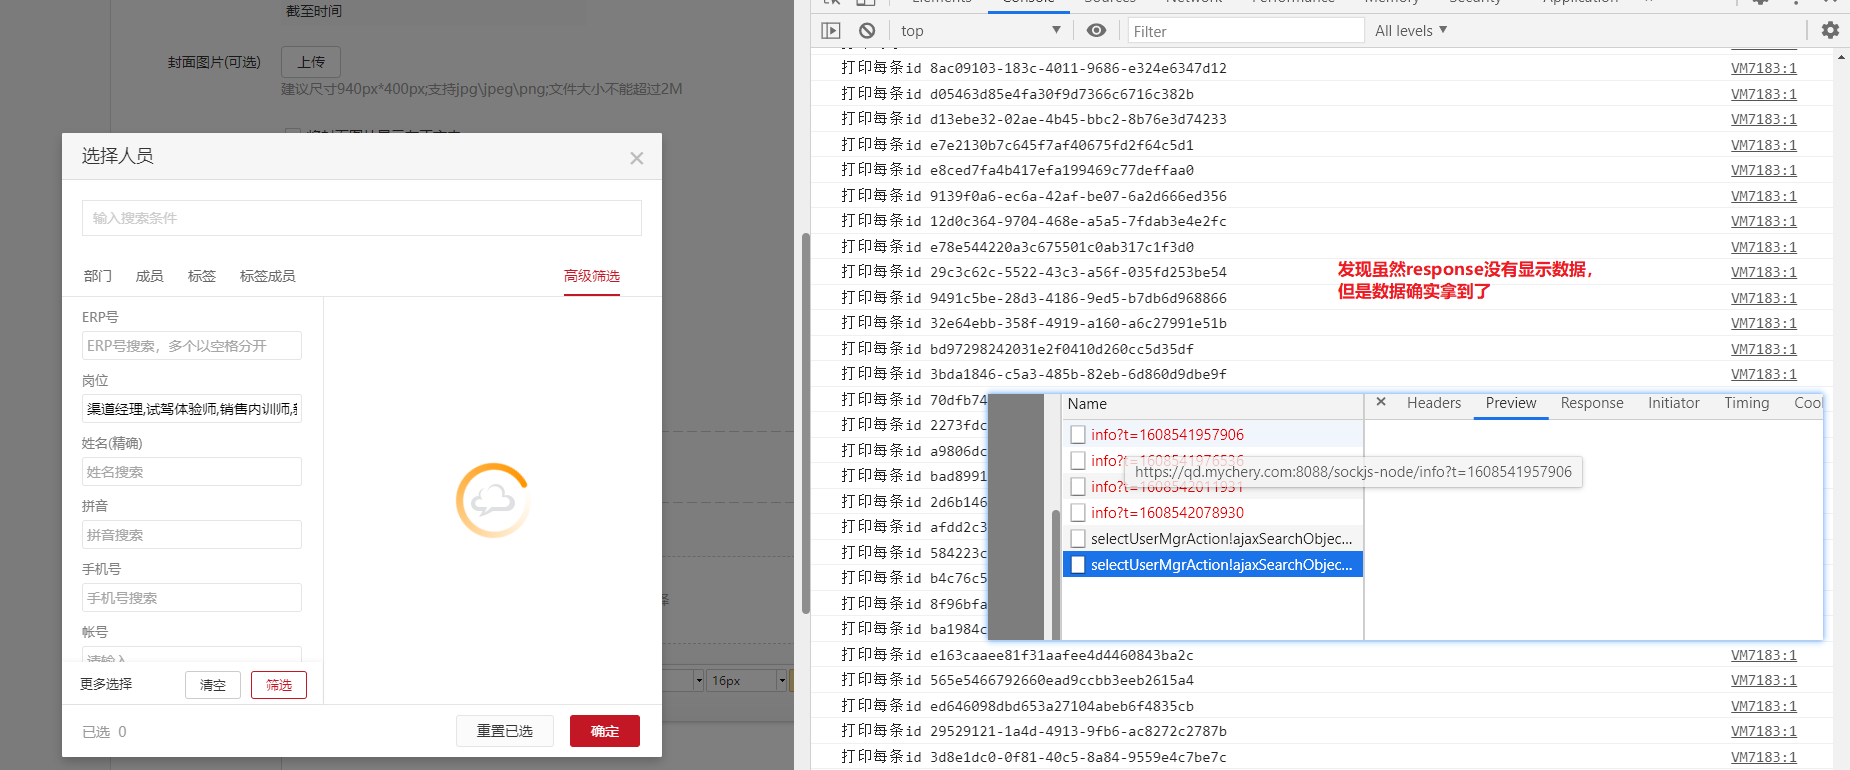 截至时间
封面图片(可选)
上传
建议尺寸940px*400px;支持jpg\jpeg\png;文件大小不能超过2M
选择人员
输入搜索条件
部门 成员 标签 标签成员 高级筛选
ERP号
ERP号搜索，多个以空格分开
岗位
渠道经理,试驾体验师,销售内训师,
姓名(精确)
姓名搜索
拼音
拼音搜索
手机号
手机号搜索
帐号
请输入
更多选择 清空 筛选
已选 0 重置已选 确定
16px
Elements Console Sources Network Performance Memory Security Application
top Filter All levels
打印每条id 8ac09103-183c-4011-9686-e324e6347d12 VM7183:1
打印每条id d05463d85e4fa30f9d7366c6716c382b VM7183:1
打印每条id d13ebe32-02ae-4b45-bbc2-8b76e3d74233 VM7183:1
打印每条id e7e2130b7c645f7af40675fd2f64c5d1 VM7183:1
打印每条id e8ced7fa4b417efa199469c77deffaa0 VM7183:1
打印每条id 9139f0a6-ec6a-42af-be07-6a2d666ed356 VM7183:1
打印每条id 12d0c364-9704-468e-a5a5-7fdab3e4e2fc VM7183:1
打印每条id e78e544220a3c675501c0ab317c1f3d0 VM7183:1
打印每条id 29c3c62c-5522-43c3-a56f-035fd253be54 VM7183:1
打印每条id 9491c5be-28d3-4186-9ed5-b7db6d968866 VM7183:1
发现虽然response没有显示数据，
但是数据确实拿到了
打印每条id 32e64ebb-358f-4919-a160-a6c27991e51b VM7183:1
打印每条id bd97298242031e2f0410d260cc5d35df VM7183:1
打印每条id 3bda1846-c5a3-485b-82eb-6d860d9dbe9f VM7183:1
打印每条id 70dfb74
打印每条id 2273fdc
打印每条id a9806dc
打印每条id bad8991
打印每条id 2d6b146
打印每条id afdd2c3
打印每条id 584223c
打印每条id b4c76c5
打印每条id 8f96bfa
打印每条id ba1984c
Name
Headers Preview Response Initiator Timing Coo
info?t=1608541957906
info?t=1608541976536
https://qd.mychery.com:8088/sockjs-node/info?t=1608541957906
info?t=1608542011931
info?t=1608542078930
selectUserMgrAction!ajaxSearchObjec...
selectUserMgrAction!ajaxSearchObjec...
打印每条id e163caaee81f31aafee4d4460843ba2c VM7183:1
打印每条id 565e5466792660ead9ccbb3eeb2615a4 VM7183:1
打印每条id ed646098dbd653a27104abeb6f4835cb VM7183:1
打印每条id 29529121-1a4d-4913-9fb6-ac8272c2787b VM7183:1
打印每条id 3d8e1dc0-0f81-40c5-8a84-9559e4c7be7c VM7183:1